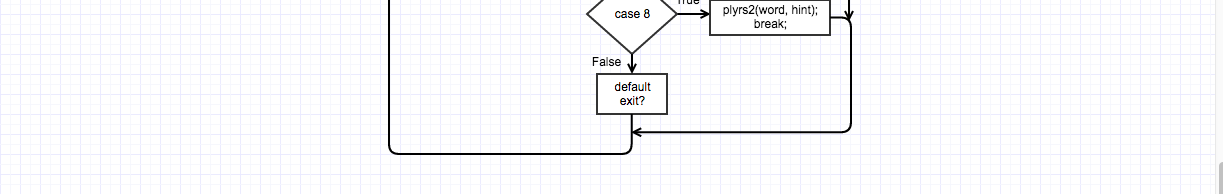 True
case 8
plyrs2(word, hint);
break;
False
default
exit?